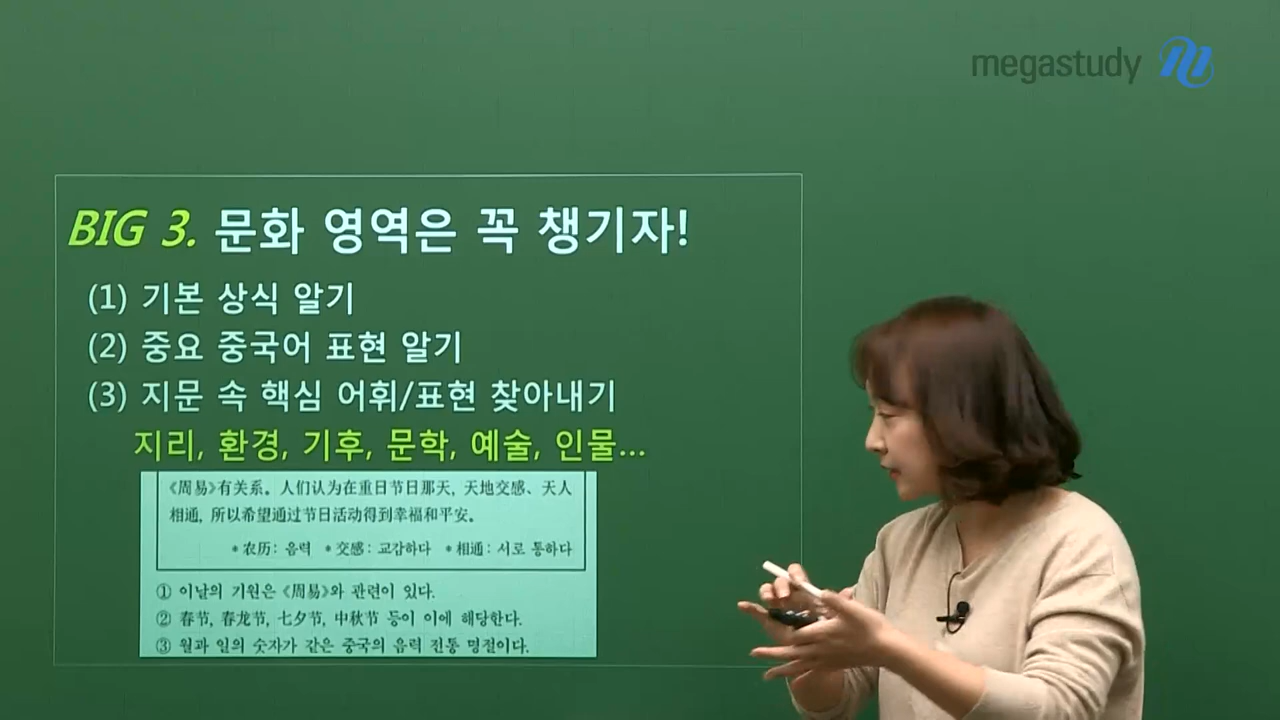 megastudy
BIG 3. 문화 영역은 꼭 챙기자!
(1) 기본 상식 알기
(2) 중요 중국어 표현 알기
(3) 지문 속 핵심 어휘/표현 찾아내기
지리, 환경, 기후, 문학, 예술, 인물...
《周易》有关系。人们认为在重日节日那天, 天地交感、天人
相通, 所以希望通过节日活动得到幸福和平安。
*农历: 음력 *交感: 교감하다 *相通: 서로 통하다
① 이날의 기원은 《周易》와 관련이 있다.
② 春节, 春龙节, 七夕节, 中秋节 등이 이에 해당한다.
③ 월과 일의 숫자가 같은 중국의 음력 전통 명절이다.